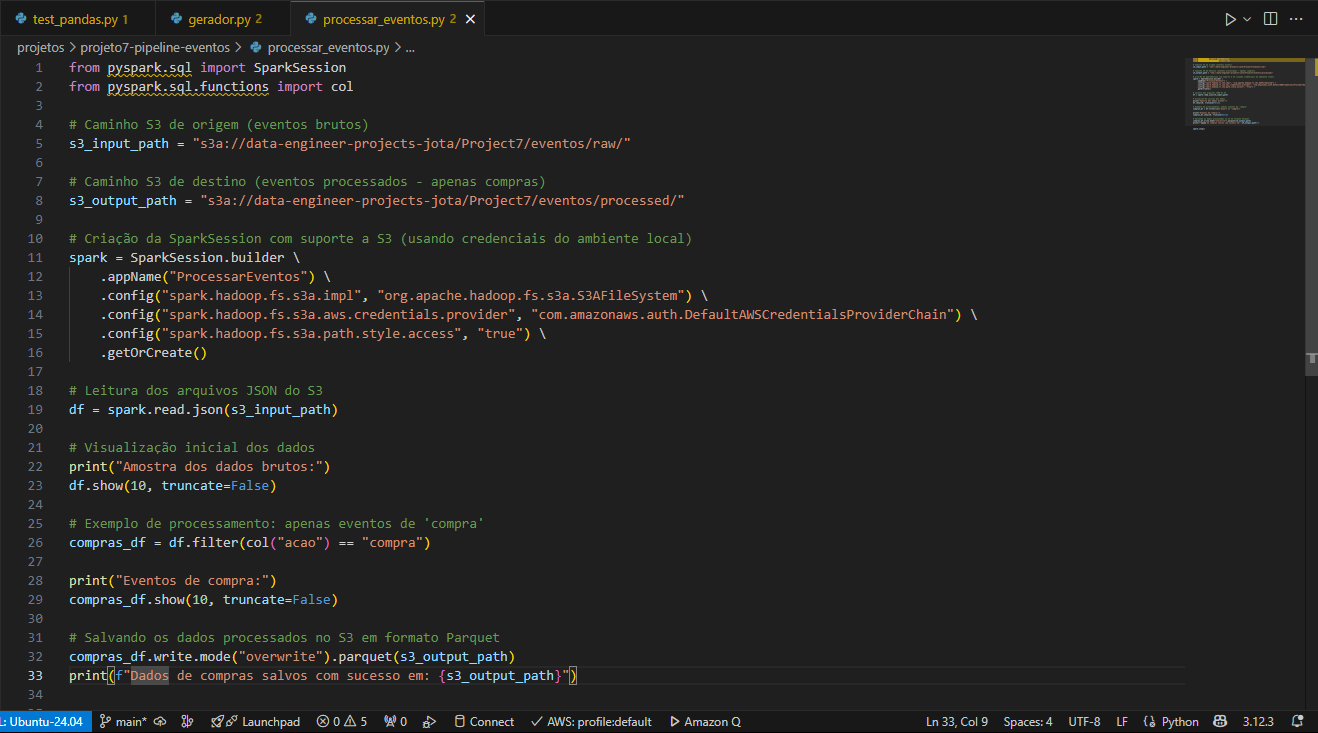 test_pandas.py 1
gerador.py 2
processar_eventos.py 2
projetos > projeto7-pipeline-eventos > processar_eventos.py > ...
1 from pyspark.sql import SparkSession
2 from pyspark.sql.functions import col
3
4 # Caminho S3 de origem (eventos brutos)
5 s3_input_path = "s3a://data-engineer-projects-jota/Project7/eventos/raw/"
6
7 # Caminho S3 de destino (eventos processados - apenas compras)
8 s3_output_path = "s3a://data-engineer-projects-jota/Project7/eventos/processed/"
9
10 # Criação da SparkSession com suporte a S3 (usando credenciais do ambiente local)
11 spark = SparkSession.builder \
12     .appName("ProcessarEventos") \
13     .config("spark.hadoop.fs.s3a.impl", "org.apache.hadoop.fs.s3a.S3AFileSystem") \
14     .config("spark.hadoop.fs.s3a.aws.credentials.provider", "com.amazonaws.auth.DefaultAWSCredentialsProviderChain") \
15     .config("spark.hadoop.fs.s3a.path.style.access", "true") \
16     .getOrCreate()
17
18 # Leitura dos arquivos JSON do S3
19 df = spark.read.json(s3_input_path)
20
21 # Visualização inicial dos dados
22 print("Amostra dos dados brutos:")
23 df.show(10, truncate=False)
24
25 # Exemplo de processamento: apenas eventos de 'compra'
26 compras_df = df.filter(col("acao") == "compra")
27
28 print("Eventos de compra:")
29 compras_df.show(10, truncate=False)
30
31 # Salvando os dados processados no S3 em formato Parquet
32 compras_df.write.mode("overwrite").parquet(s3_output_path)
33 print(f"Dados de compras salvos com sucesso em: {s3_output_path}")
34
L: Ubuntu-24.04 main* Launchpad 0 5 0 Connect AWS: profile:default Amazon Q Ln 33, Col 9 Spaces: 4 UTF-8 LF Python 3.12.3